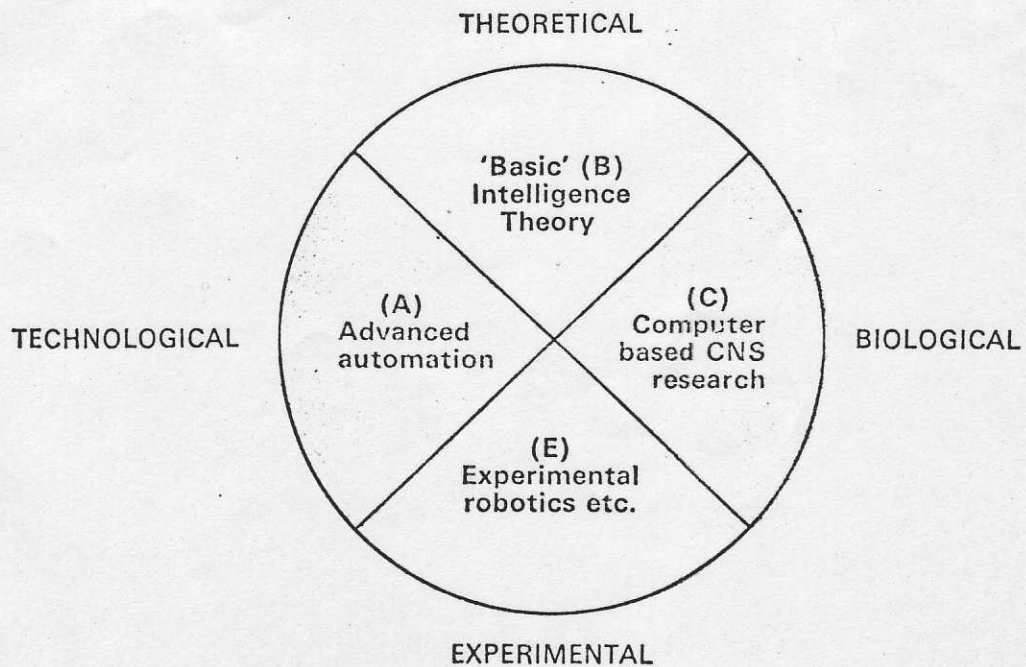 THEORETICAL
'Basic' (B)
Intelligence
Theory
TECHNOLOGICAL
(A)
Advanced
automation
(C)
Computer
based CNS
research
BIOLOGICAL
(E)
Experimental
robotics etc.
EXPERIMENTAL